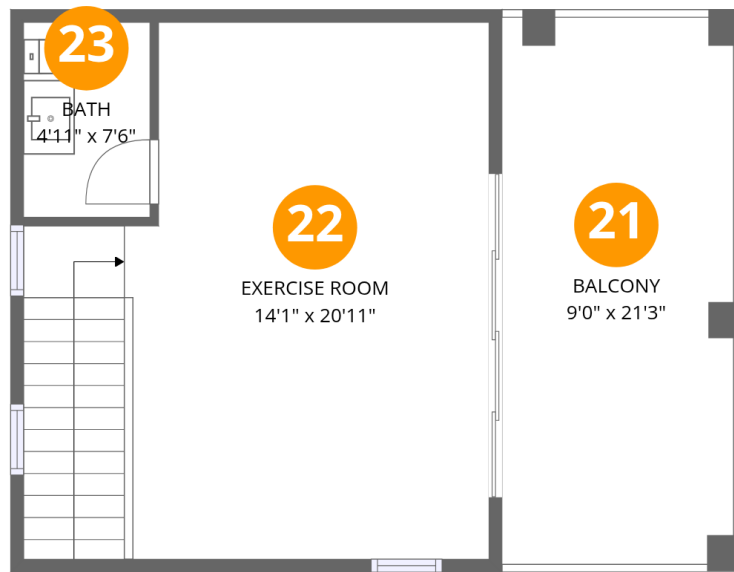 23
BATH
4'11" x 7'6"
22
EXERCISE ROOM
14'1" x 20'11"
21
BALCONY
9'0" x 21'3"